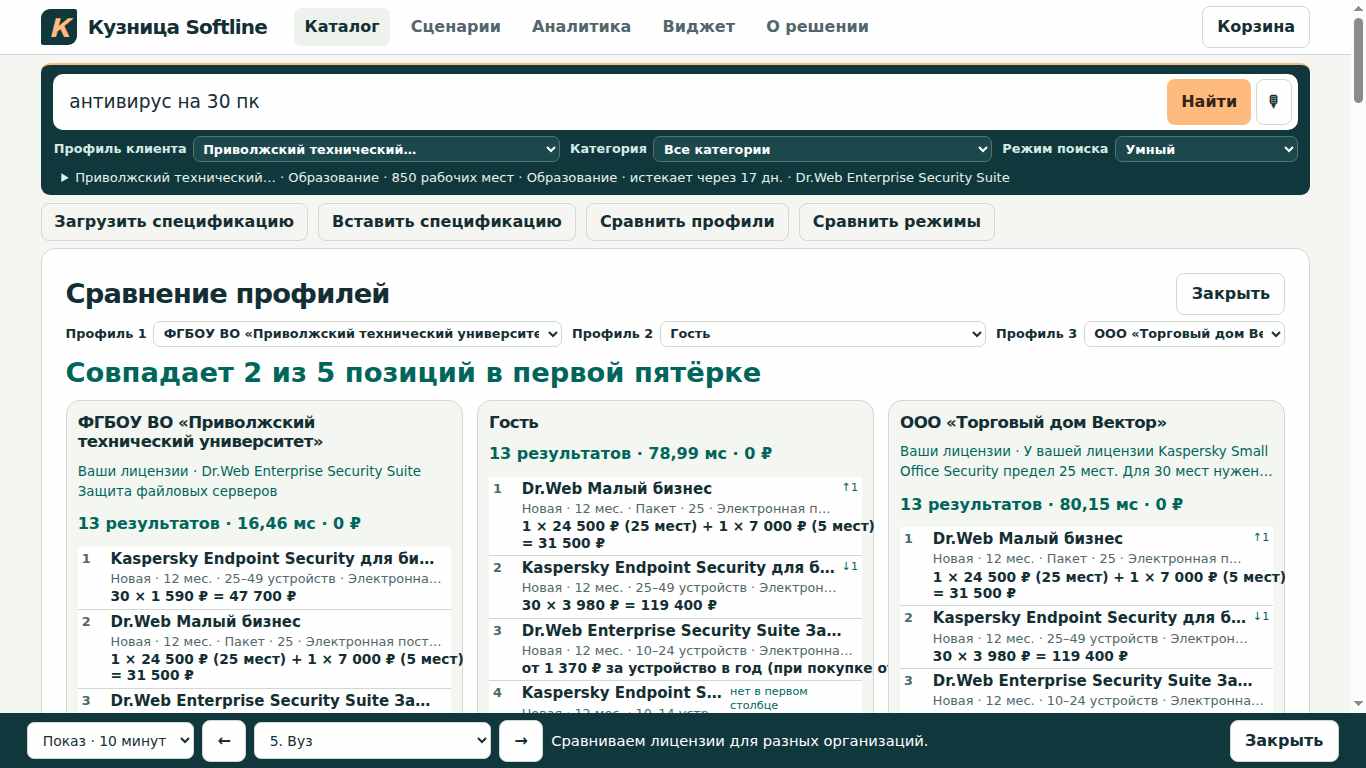 К Кузница Softline Каталог Сценарии Аналитика Виджет О решении Корзина
антивирус на 30 пк Найти
Профиль клиента Приволжский технический… Категория Все категории Режим поиска Умный
Приволжский технический… · Образование · 850 рабочих мест · Образование · истекает через 17 дн. · Dr.Web Enterprise Security Suite
Загрузить спецификацию Вставить спецификацию Сравнить профили Сравнить режимы
Сравнение профилей Закрыть
Профиль 1 ФГБОУ ВО «Приволжский технический университе Профиль 2 Гость Профиль 3 ООО «Торговый дом Ве
Совпадает 2 из 5 позиций в первой пятёрке
ФГБОУ ВО «Приволжский
технический университет»
Ваши лицензии · Dr.Web Enterprise Security Suite
Защита файловых серверов
13 результатов · 16,46 мс · 0 ₽
1 Kaspersky Endpoint Security для би…
Новая · 12 мес. · 25–49 устройств · Электронна…
30 × 1 590 ₽ = 47 700 ₽
2 Dr.Web Малый бизнес
Новая · 12 мес. · Пакет · 25 · Электронная пост…
1 × 24 500 ₽ (25 мест) + 1 × 7 000 ₽ (5 мест)
= 31 500 ₽
3 Dr.Web Enterprise Security Suite За…
Гость
13 результатов · 78,99 мс · 0 ₽
1 Dr.Web Малый бизнес ↑1
Новая · 12 мес. · Пакет · 25 · Электронная п…
1 × 24 500 ₽ (25 мест) + 1 × 7 000 ₽ (5 мест)
= 31 500 ₽
2 Kaspersky Endpoint Security для б… ↓1
Новая · 12 мес. · 25–49 устройств · Электрон…
30 × 3 980 ₽ = 119 400 ₽
3 Dr.Web Enterprise Security Suite За…
Новая · 12 мес. · 10–24 устройств · Электронна…
от 1 370 ₽ за устройство в год (при покупке от
4 Kaspersky Endpoint S… нет в первом
столбце
Новая · 12 мес. · 10–14 устр…
ООО «Торговый дом Вектор»
Ваши лицензии · У вашей лицензии Kaspersky Small
Office Security предел 25 мест. Для 30 мест нужен…
13 результатов · 80,15 мс · 0 ₽
1 Dr.Web Малый бизнес ↑1
Новая · 12 мес. · Пакет · 25 · Электронная п…
1 × 24 500 ₽ (25 мест) + 1 × 7 000 ₽ (5 мест)
= 31 500 ₽
2 Kaspersky Endpoint Security для б… ↓1
Новая · 12 мес. · 25–49 устройств · Электрон…
30 × 3 980 ₽ = 119 400 ₽
3 Dr.Web Enterprise Security Suite За…
Новая · 12 мес. · 10–24 устройств · Электронна…
Показ · 10 минут ← 5. Вуз → Сравниваем лицензии для разных организаций. Закрыть